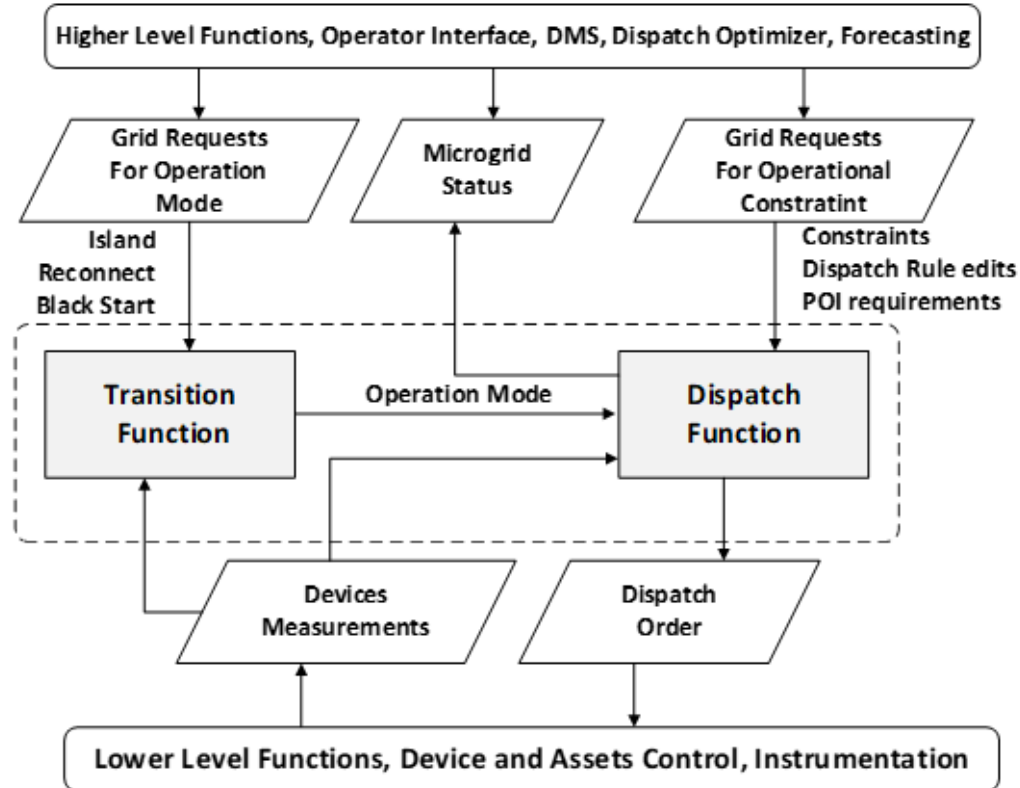 Higher Level Functions, Operator Interface, DMS, Dispatch Optimizer, Forecasting
Grid Requests
For Operation
Mode
Microgrid
Status
Grid Requests
For Operational
Constratint
Island
Reconnect
Black Start
Constraints
Dispatch Rule edits
POI requirements
Transition
Function
Operation Mode
Dispatch
Function
Devices
Measurements
Dispatch
Order
Lower Level Functions, Device and Assets Control, Instrumentation